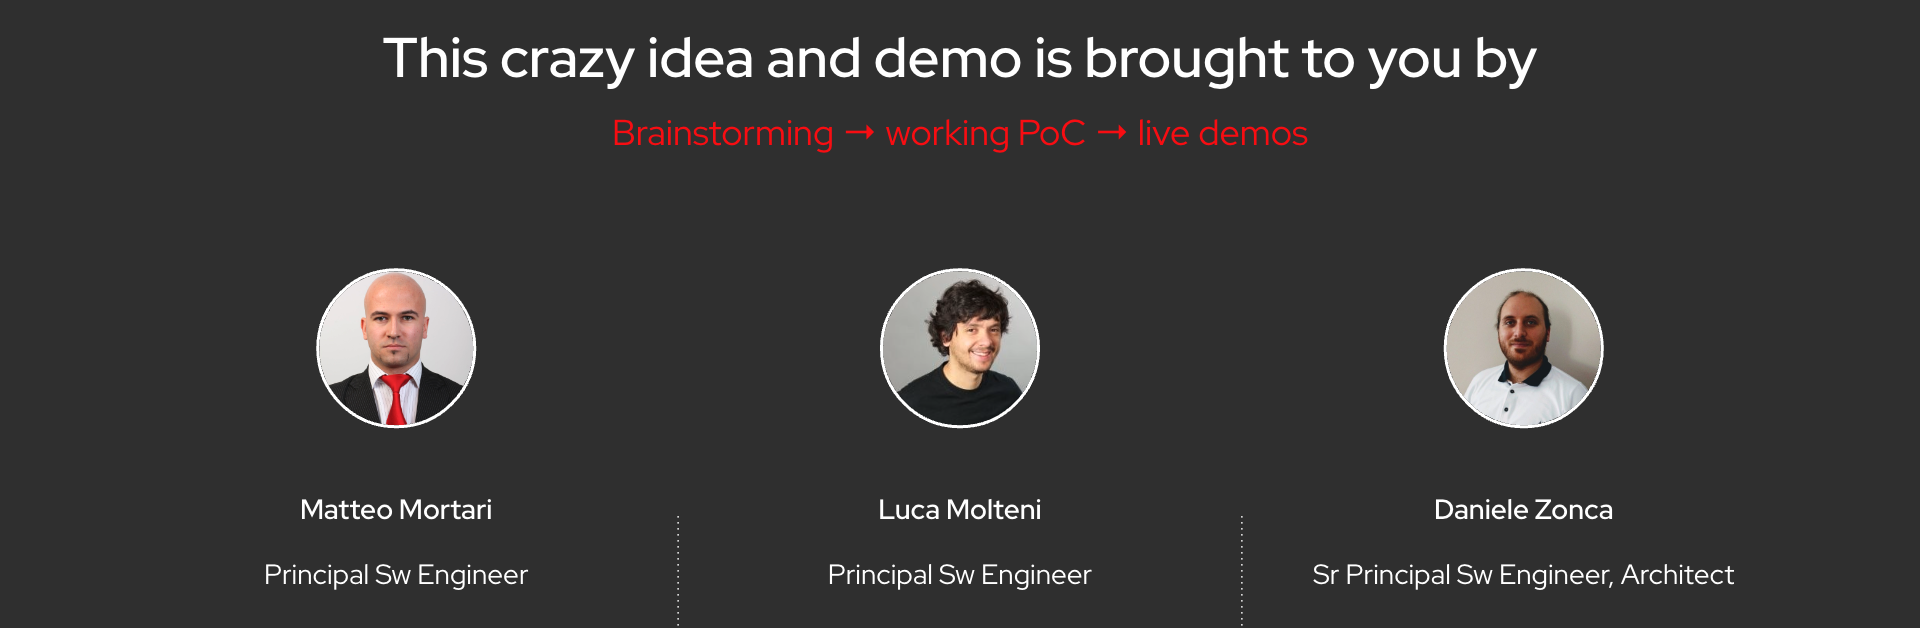 This crazy idea and demo is brought to you by
Brainstorming → working PoC → live demos
Matteo Mortari
Luca Molteni
Daniele Zonca
Principal Sw Engineer
Principal Sw Engineer
Sr Principal Sw Engineer, Architect